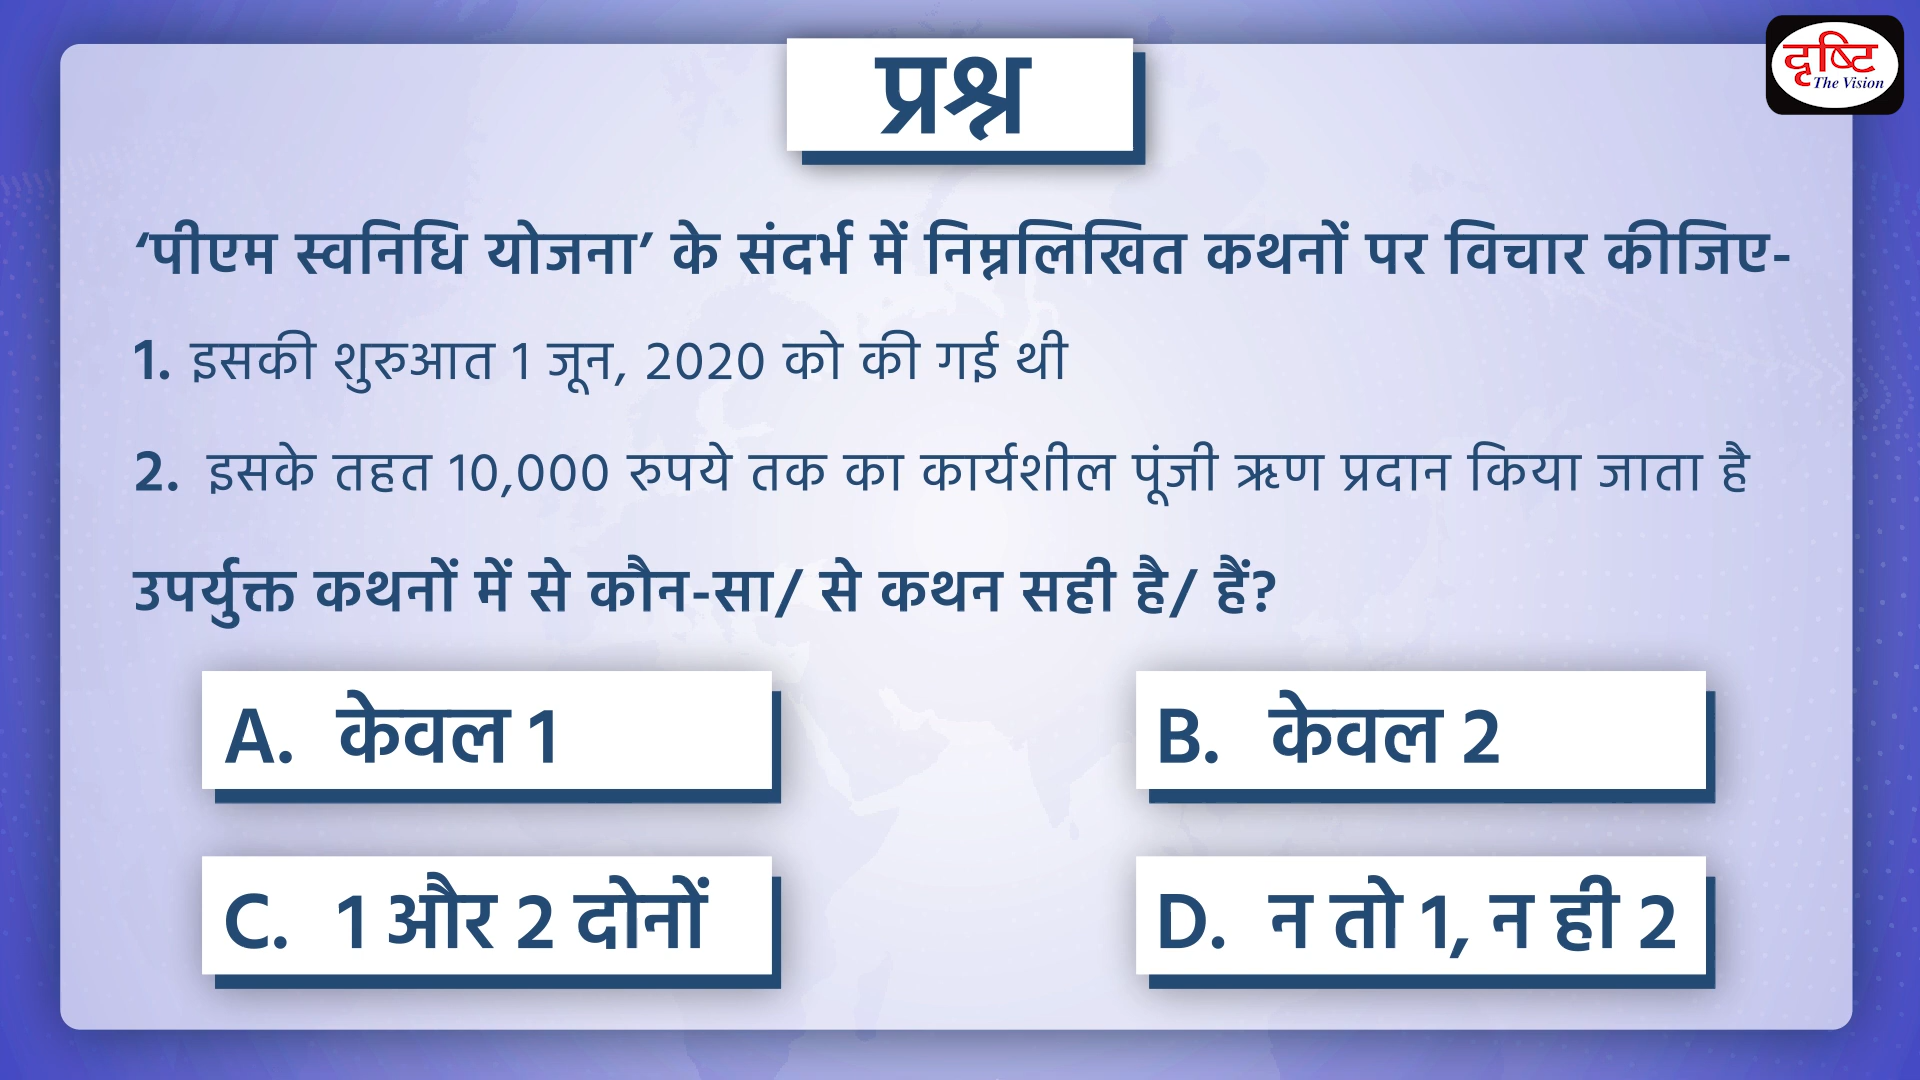 प्रश्न
दृष्टि
The Vision
‘पीएम स्वनिधि योजना’ के संदर्भ में निम्नलिखित कथनों पर विचार कीजिए-
1. इसकी शुरुआत 1 जून, 2020 को की गई थी
2. इसके तहत 10,000 रुपये तक का कार्यशील पूंजी ऋण प्रदान किया जाता है
उपर्युक्त कथनों में से कौन-सा/ से कथन सही है/ हैं?
A. केवल 1
B. केवल 2
C. 1 और 2 दोनों
D. न तो 1, न ही 2